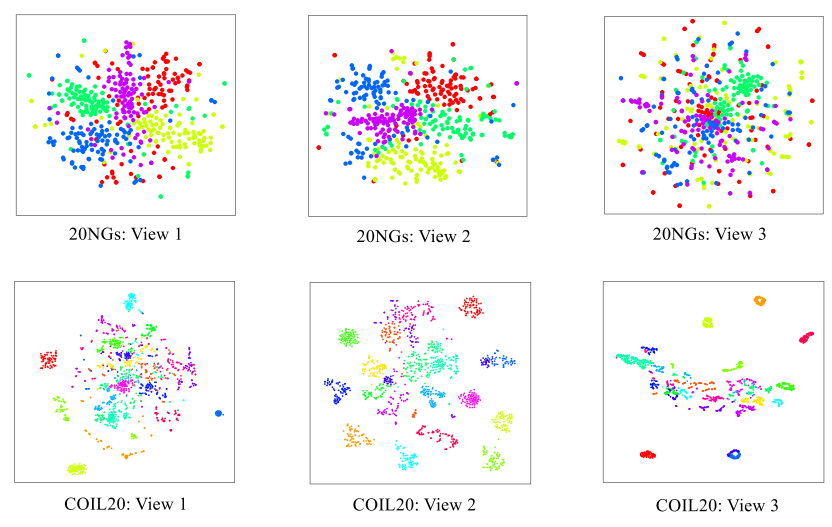 20NGs: View 1
20NGs: View 2
20NGs: View 3
COIL20: View 1
COIL20: View 2
COIL20: View 3